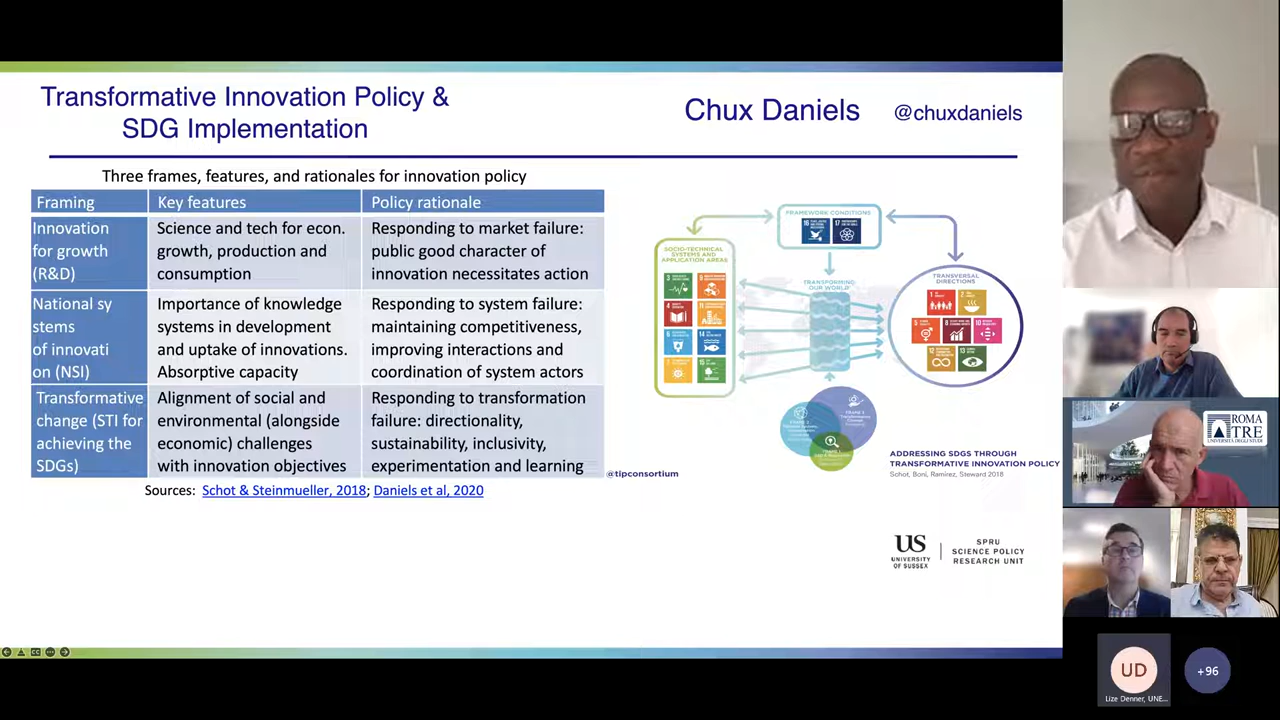 Transformative Innovation Policy &
SDG Implementation
Chux Daniels
@chuxdaniels
Three frames, features, and rationales for innovation policy
Framing
Key features
Policy rationale
Innovation
for growth
(R&D)
Science and tech for econ.
growth, production and
consumption
Responding to market failure:
public good character of
innovation necessitates action
National sy
stems
of innovati
on (NSI)
Importance of knowledge
systems in development
and uptake of innovations.
Absorptive capacity
Responding to system failure:
maintaining competitiveness,
improving interactions and
coordination of system actors
Transformative
change (STI for
achieving the
SDGs)
Alignment of social and
environmental (alongside
economic) challenges
with innovation objectives
Responding to transformation
failure: directionality,
sustainability, inclusivity,
experimentation and learning
Sources: Schot & Steinmueller, 2018; Daniels et al, 2020
FRAMEWORK CONDITIONS
16
17
SOCIO-TECHNICAL
SYSTEMS AND
APPLICATION AREAS
TRANSFORMING
OUR WORLD
TRANSVERSAL
DIRECTIONS
@tipconsortium
ADDRESSING SDGS THROUGH
TRANSFORMATIVE INNOVATION POLICY
Schot, Boni, Ramirez, Steward 2018
US
UNIVERSITY
OF SUSSEX
SPRU
SCIENCE POLICY
RESEARCH UNIT
CC
ROMA
TRE
UNIVERSITÀ DEGLI STUDI
UD
Lize Denner, UNE...
+96